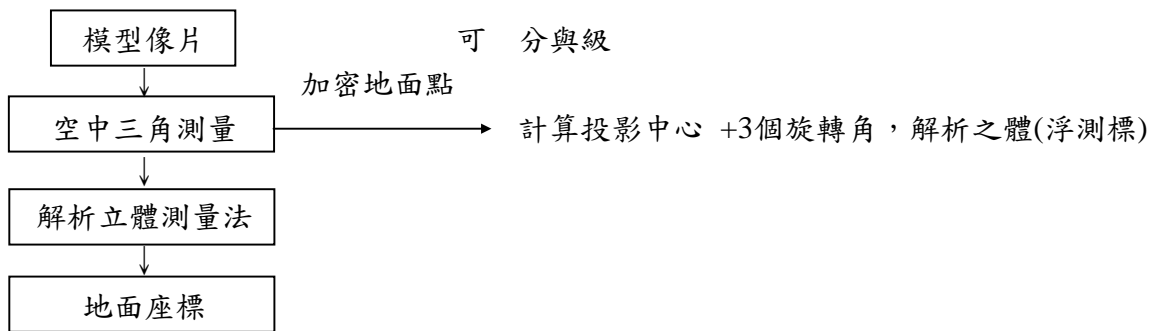 模型像片
可 分與級
加密地面點
空中三角測量
計算投影中心 +3個旋轉角，解析之體(浮測標)
解析立體測量法
地面座標